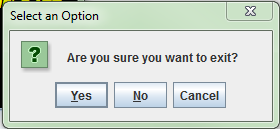 Select an Option
Are you sure you want to exit?
Yes No Cancel